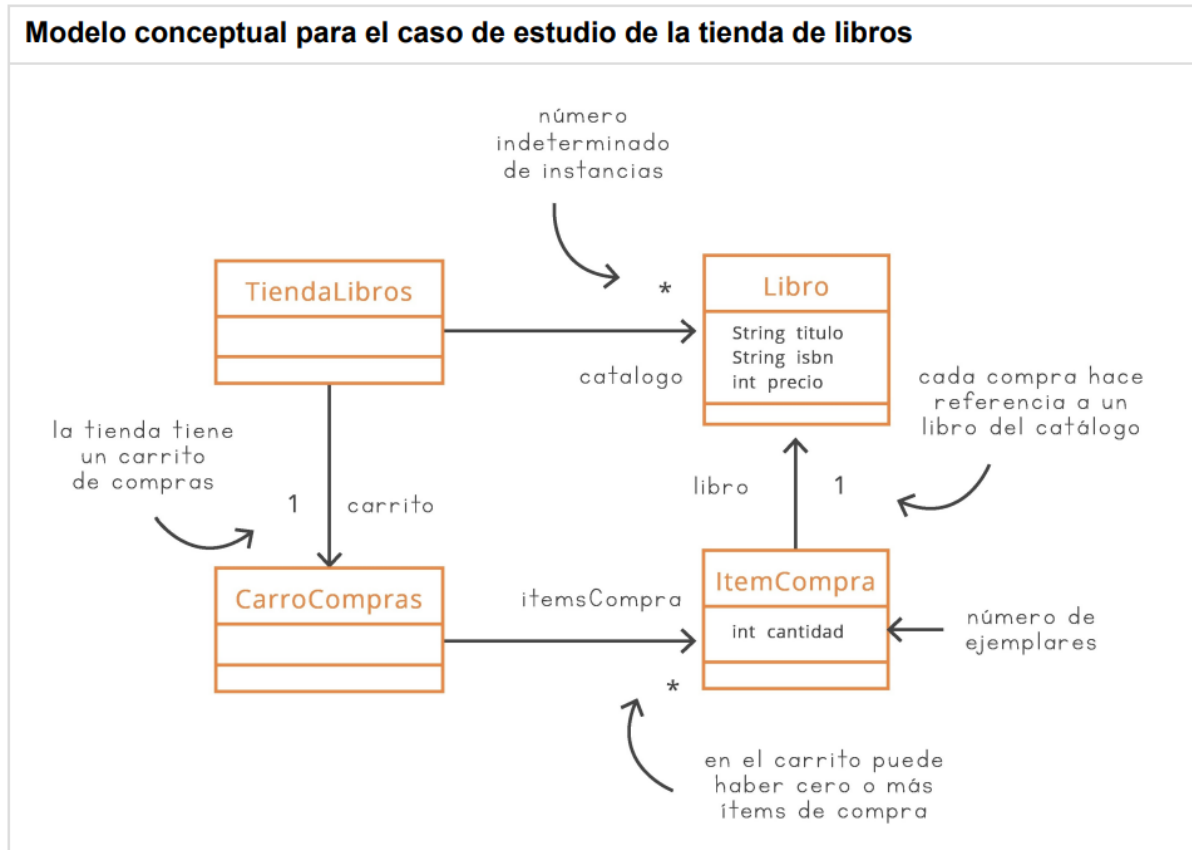 Modelo conceptual para el caso de estudio de la tienda de libros
número
indeterminado
de instancias
TiendaLibros
*
Libro
String titulo
String isbn
int precio
catalogo
cada compra hace
referencia a un
libro del catálogo
la tienda tiene
un carrito
de compras
1
carrito
libro
1
CarroCompras
itemsCompra
*
ItemCompra
int cantidad
número de
ejemplares
en el carrito puede
haber cero o más
ítems de compra